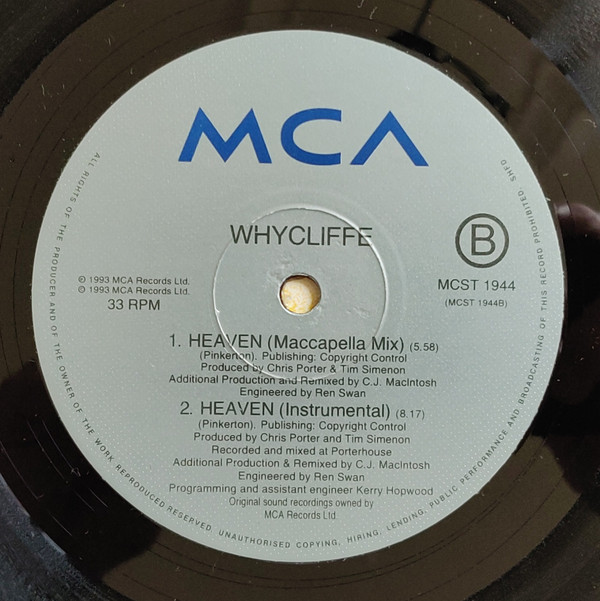 MCA
WHYCLIFFE
B
℗ 1993 MCA Records Ltd.
© 1993 MCA Records Ltd.
33 RPM
MCST 1944
(MCST 1944B)
1. HEAVEN (Maccapella Mix) (5.58)
(Pinkerton). Publishing: Copyright Control
Produced by Chris Porter & Tim Simenon
Additional Production and Remixed by C.J. MacIntosh
Engineered by Ren Swan
2. HEAVEN (Instrumental) (8.17)
(Pinkerton). Publishing: Copyright Control
Produced by Chris Porter and Tim Simenon
Recorded and mixed at Porterhouse
Additional Production & Remixed by C.J. MacIntosh
Engineered by Ren Swan
Programming and assistant engineer Kerry Hopwood
Original sound recordings owned by
MCA Records Ltd.
ALL RIGHTS OF THE PRODUCER AND OF THE OWNER OF THE WORK REPRODUCED RESERVED. UNAUTHORISED COPYING, HIRING, LENDING, PUBLIC PERFORMANCE AND BROADCASTING OF THIS RECORD PROHIBITED. SHFD